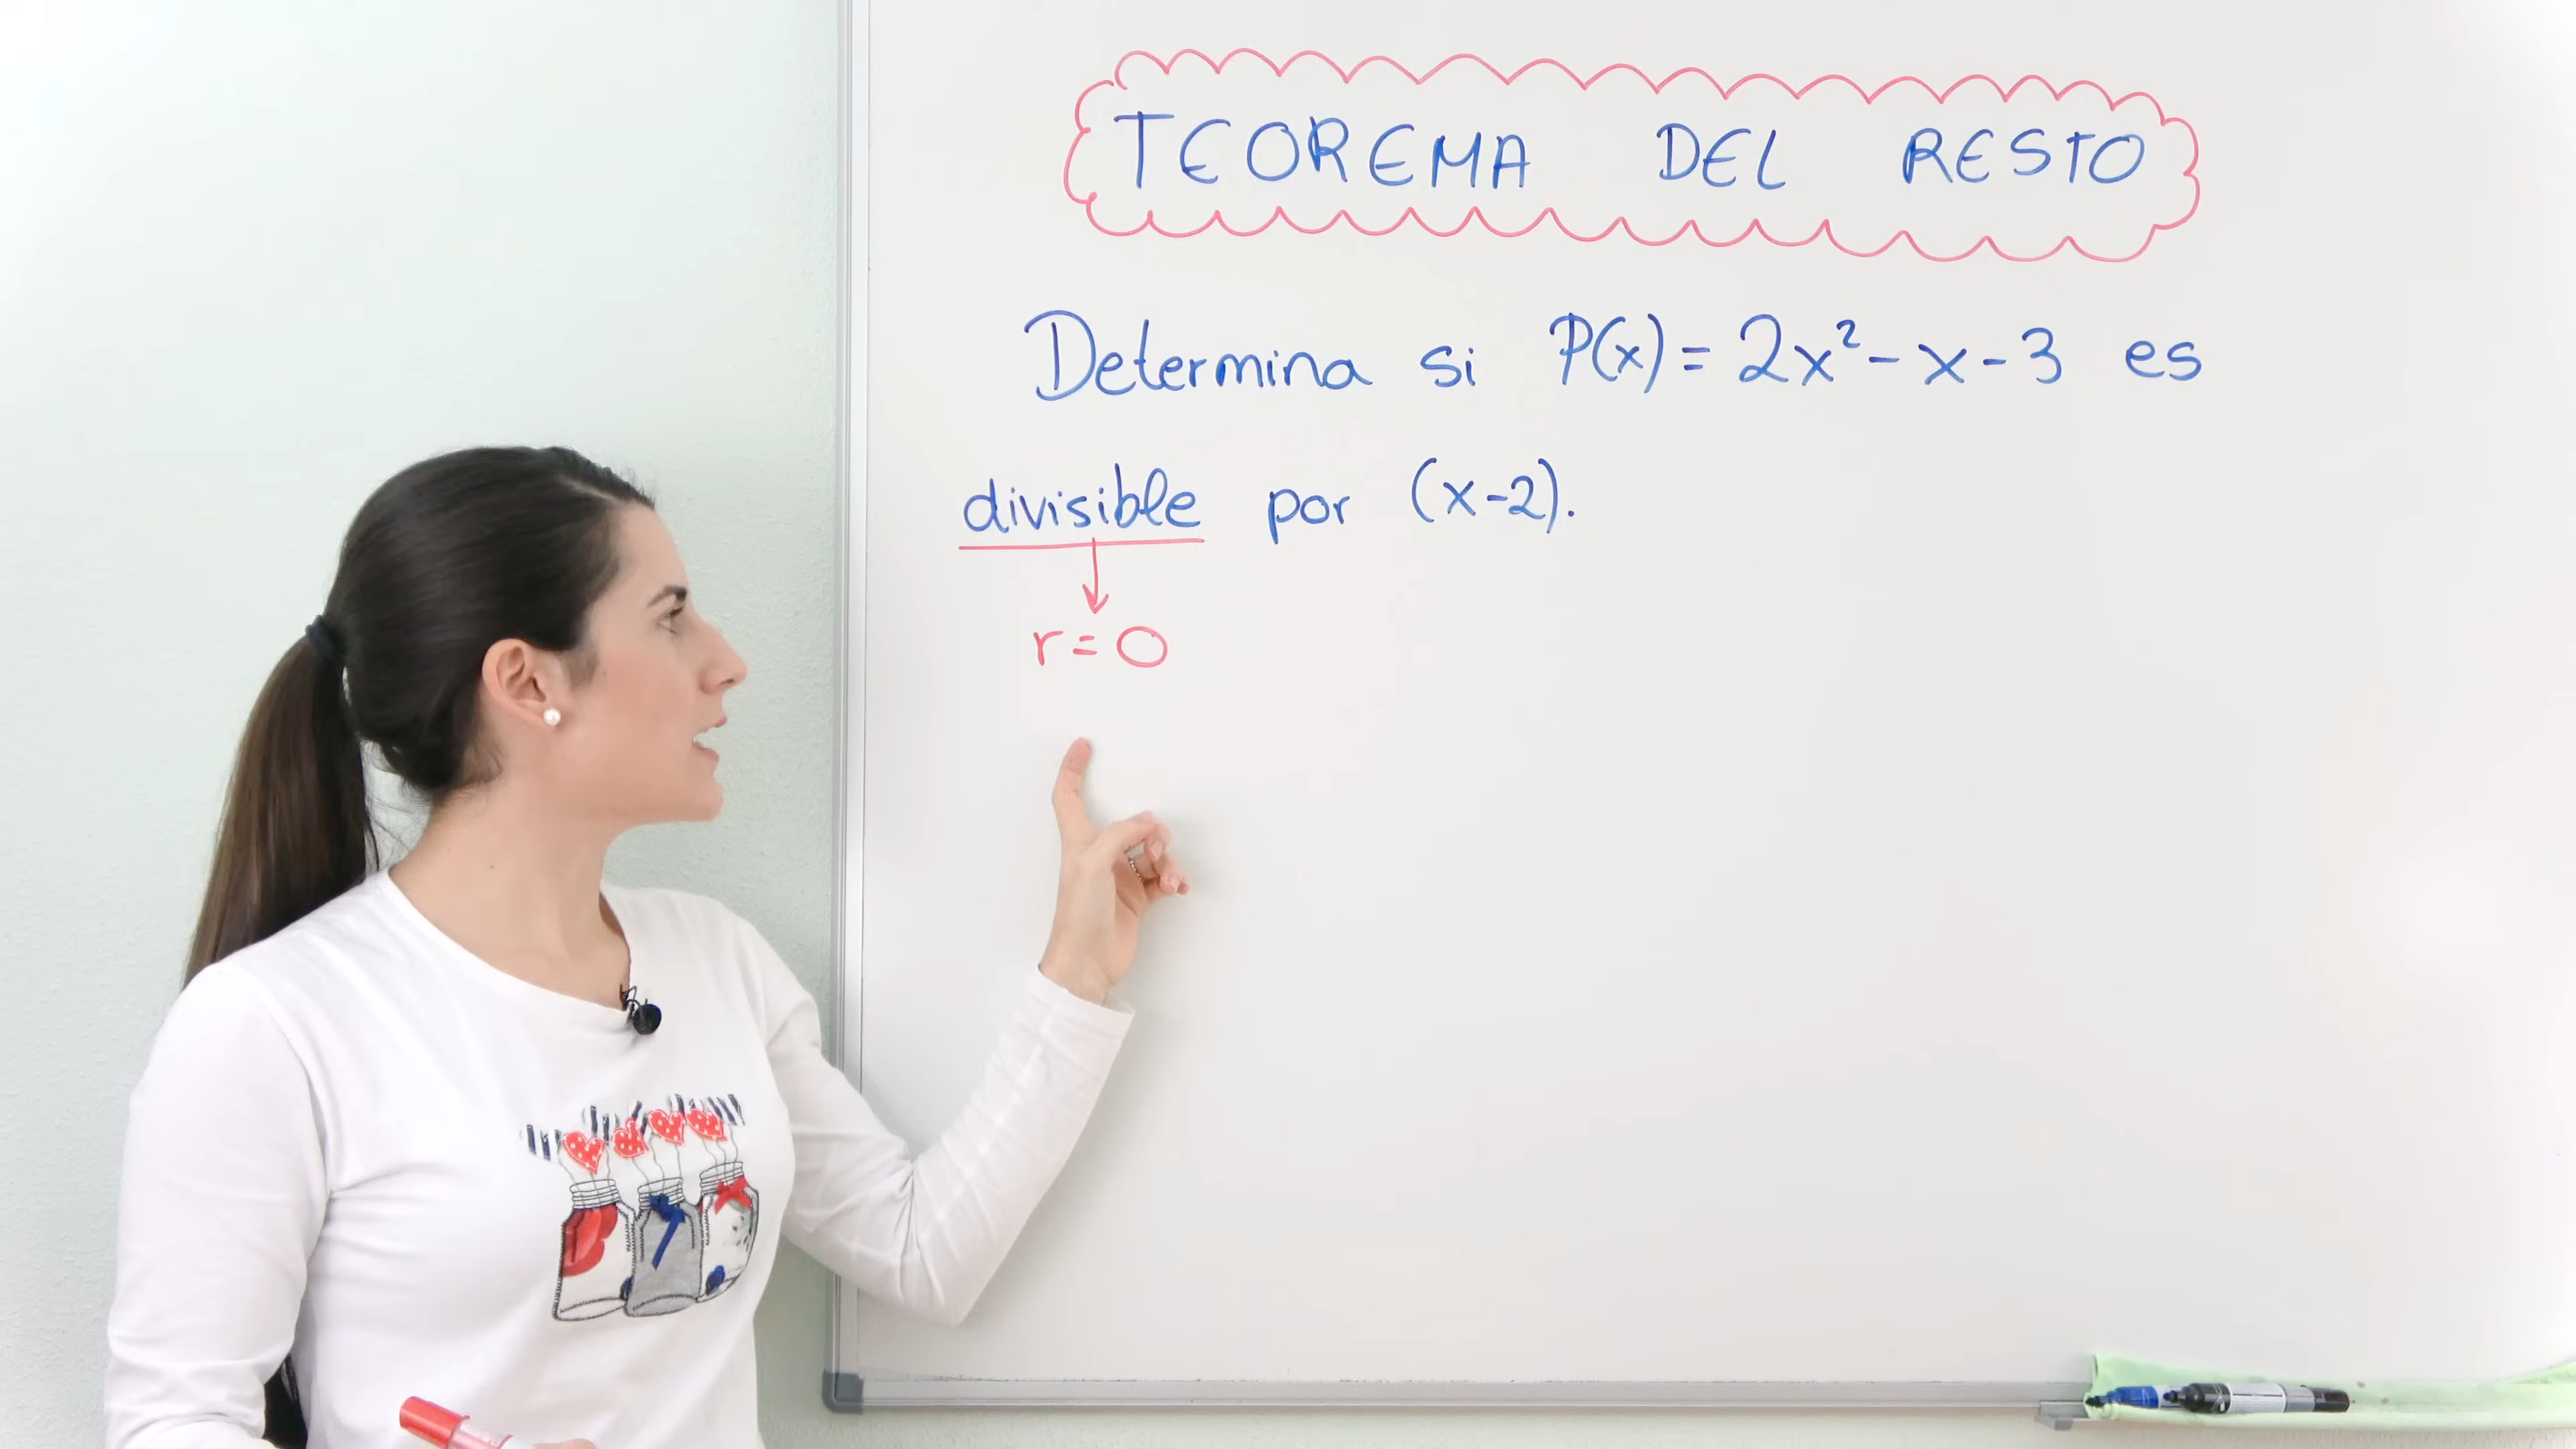 TEOREMA DEL RESTO
Determina si P(x) = 2x² - x - 3 es
divisible por (x-2).
r = 0